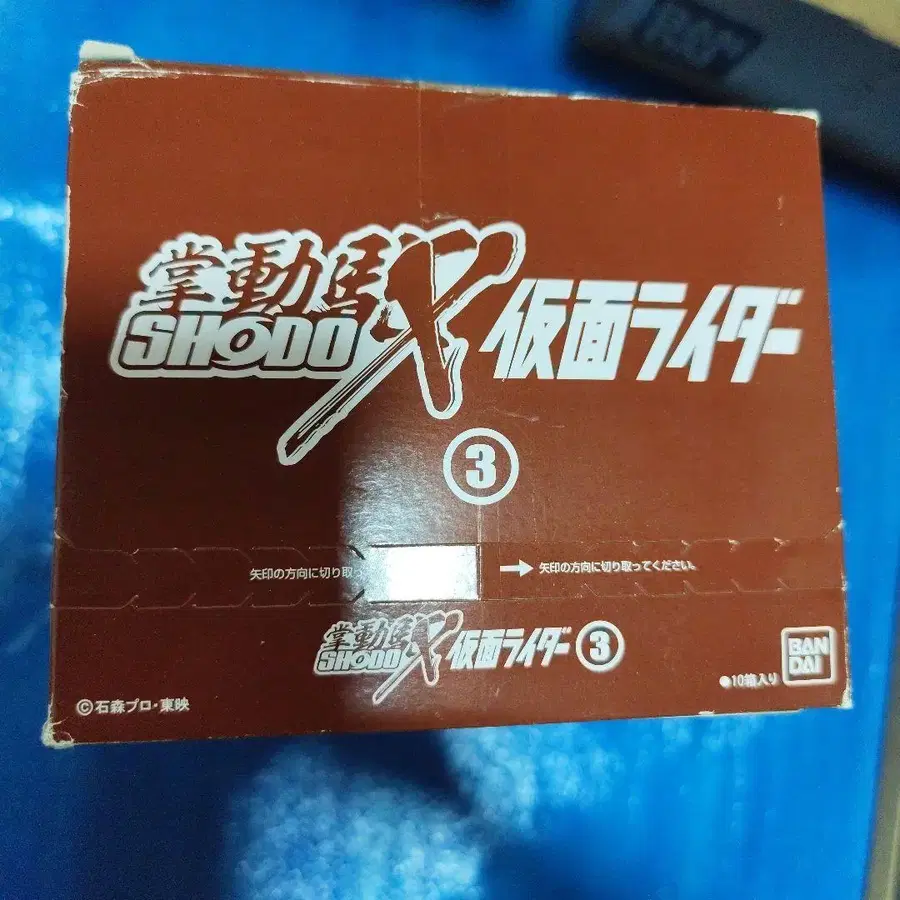 掌動駆
SHODO X 仮面ライダー
3
矢印の方向に切り取っ
→ 矢印の方向に切り取ってください。
掌動駆
SHODO X 仮面ライダー 3
©石森プロ・東映
●10箱入り
BAN
DAI